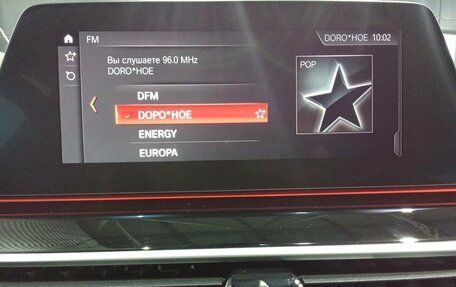 FM
DORO*HOE 10:02
Вы слушаете 96.0 MHz
DORO*HOE
POP
DFM
DOPO*HOE
ENERGY
EUROPA